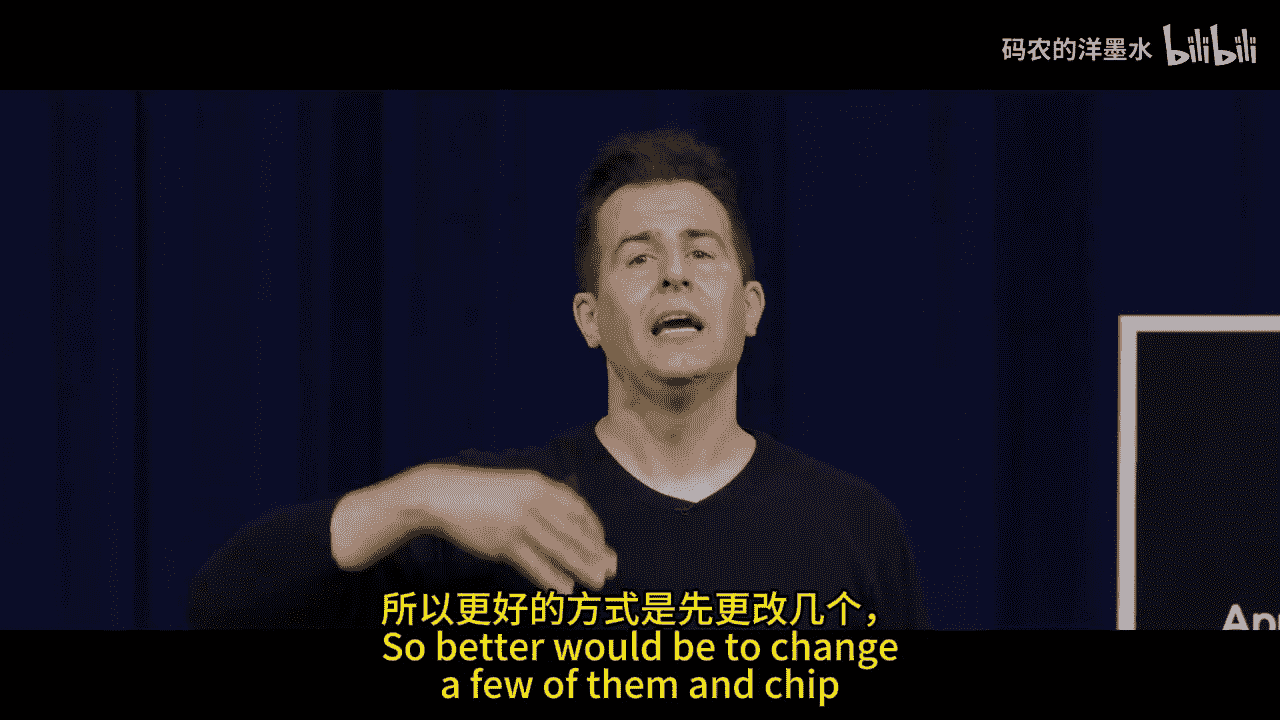 码农的洋墨水 bilibili
所以更好的方式是先更改几个，
So better would be to change
a few of them and chip